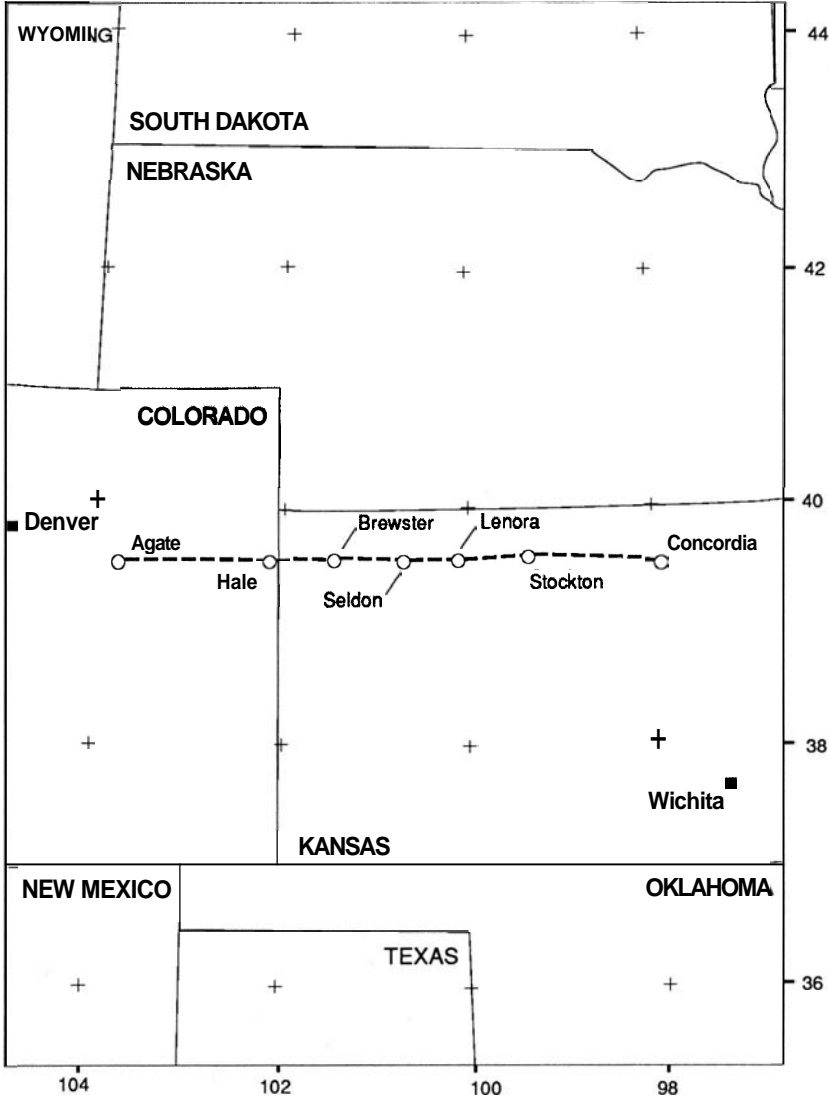 WYOMING
44
SOUTH DAKOTA
NEBRASKA
42
COLORADO
40
Denver
Brewster
Lenora
Agate
Concordia
Hale
Seldon
Stockton
38
Wichita
KANSAS
NEW MEXICO
OKLAHOMA
TEXAS
36
104
102
100
98